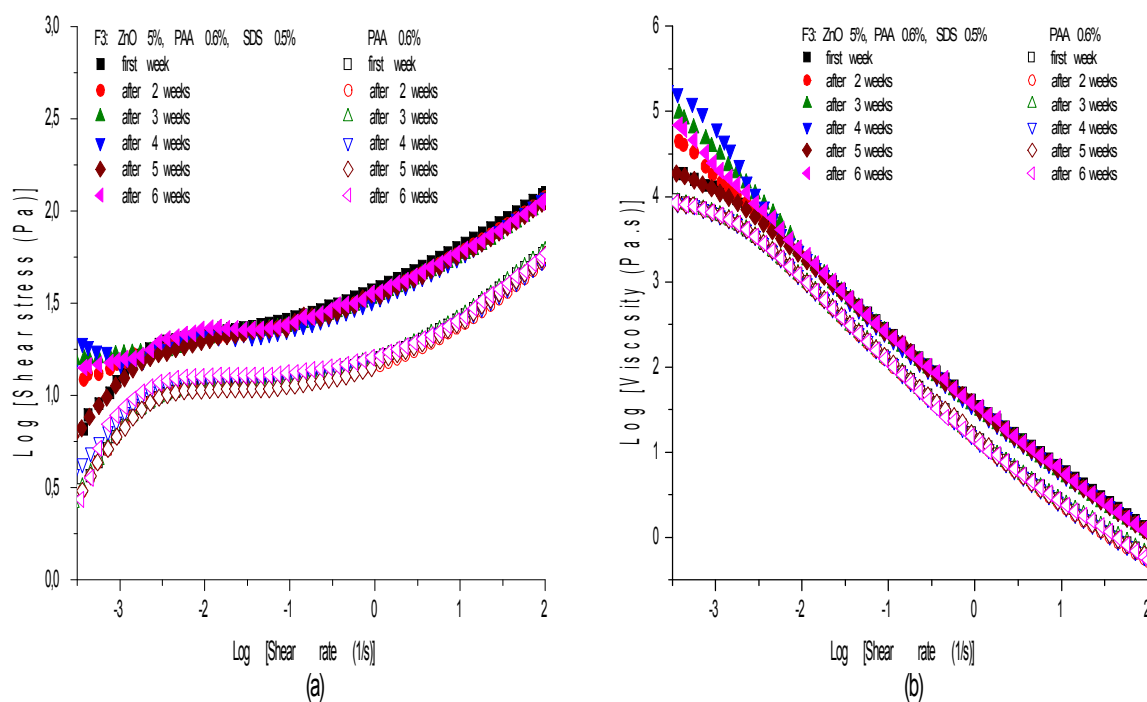 3,0
2,5
2,0
1,5
1,0
0,5
0,0
Log [Shear stress (Pa)]
F3: ZnO 5%, PAA 0.6%, SDS 0.5%
first week
after 2 weeks
after 3 weeks
after 4 weeks
after 5 weeks
after 6 weeks
PAA 0.6%
first week
after 2 weeks
after 3 weeks
after 4 weeks
after 5 weeks
after 6 weeks
-3 -2 -1 0 1 2
Log [Shear rate (1/s)]
(a)
6
5
4
3
2
1
0
Log [Viscosity (Pa.s)]
F3: ZnO 5%, PAA 0.6%, SDS 0.5%
first week
after 2 weeks
after 3 weeks
after 4 weeks
after 5 weeks
after 6 weeks
PAA 0.6%
first week
after 2 weeks
after 3 weeks
after 4 weeks
after 5 weeks
after 6 weeks
-3 -2 -1 0 1 2
Log [Shear rate (1/s)]
(b)